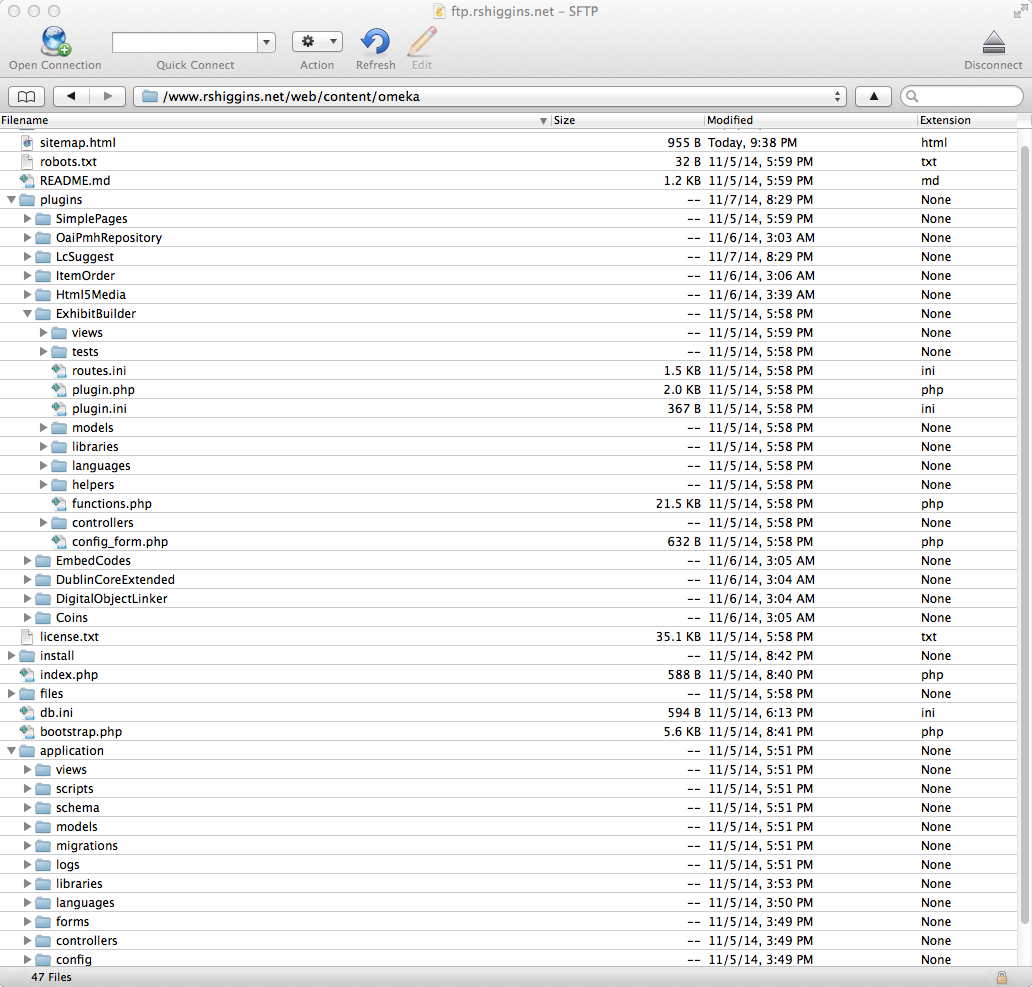 ftp.rshiggins.net – SFTP
Open Connection Quick Connect Action Refresh Edit Disconnect
/www.rshiggins.net/web/content/omeka
Filename Size Modified Extension
sitemap.html 955 B Today, 9:38 PM html
robots.txt 32 B 11/5/14, 5:59 PM txt
README.md 1.2 KB 11/5/14, 5:59 PM md
plugins -- 11/7/14, 8:29 PM None
SimplePages -- 11/5/14, 5:59 PM None
OaiPmhRepository -- 11/6/14, 3:03 AM None
LcSuggest -- 11/7/14, 8:29 PM None
ItemOrder -- 11/6/14, 3:06 AM None
Html5Media -- 11/6/14, 3:39 AM None
ExhibitBuilder -- 11/5/14, 5:58 PM None
views -- 11/5/14, 5:59 PM None
tests -- 11/5/14, 5:58 PM None
routes.ini 1.5 KB 11/5/14, 5:58 PM ini
plugin.php 2.0 KB 11/5/14, 5:58 PM php
plugin.ini 367 B 11/5/14, 5:58 PM ini
models -- 11/5/14, 5:58 PM None
libraries -- 11/5/14, 5:58 PM None
languages -- 11/5/14, 5:58 PM None
helpers -- 11/5/14, 5:58 PM None
functions.php 21.5 KB 11/5/14, 5:58 PM php
controllers -- 11/5/14, 5:58 PM None
config_form.php 632 B 11/5/14, 5:58 PM php
EmbedCodes -- 11/6/14, 3:05 AM None
DublinCoreExtended -- 11/6/14, 3:04 AM None
DigitalObjectLinker -- 11/6/14, 3:04 AM None
Coins -- 11/6/14, 3:05 AM None
license.txt 35.1 KB 11/5/14, 5:58 PM txt
install -- 11/5/14, 8:42 PM None
index.php 588 B 11/5/14, 8:40 PM php
files -- 11/5/14, 5:58 PM None
db.ini 594 B 11/5/14, 6:13 PM ini
bootstrap.php 5.6 KB 11/5/14, 8:41 PM php
application -- 11/5/14, 5:51 PM None
views -- 11/5/14, 5:51 PM None
scripts -- 11/5/14, 5:51 PM None
schema -- 11/5/14, 5:51 PM None
models -- 11/5/14, 5:51 PM None
migrations -- 11/5/14, 5:51 PM None
logs -- 11/5/14, 5:51 PM None
libraries -- 11/5/14, 3:53 PM None
languages -- 11/5/14, 3:50 PM None
forms -- 11/5/14, 3:49 PM None
controllers -- 11/5/14, 3:49 PM None
config -- 11/5/14, 3:49 PM None
47 Files